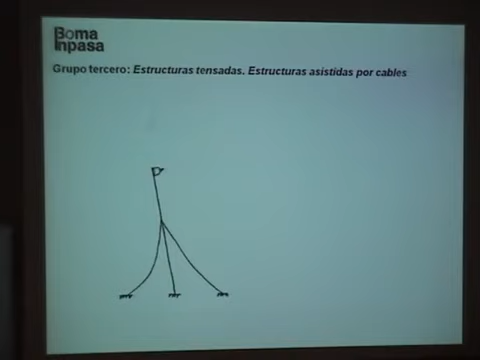 Boma
Inpasa
Grupo tercero: Estructuras tensadas. Estructuras asistidas por cables